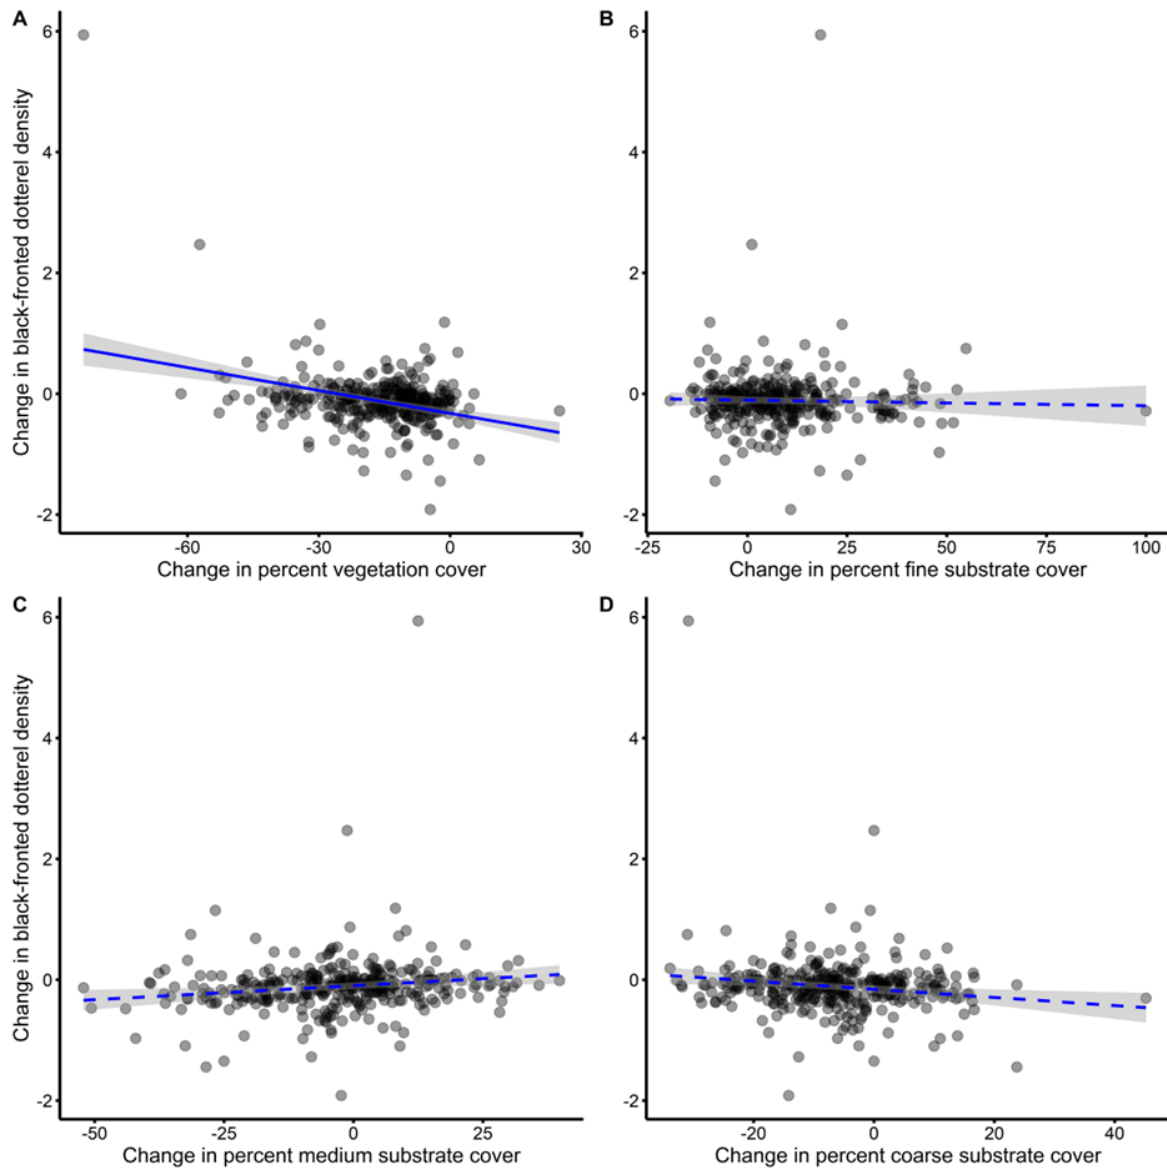 A
B
6
6
Change in black-fronted dotterel density
4
4
2
2
0
0
-2
-2
-60 -30 0 30
-25 0 25 50 75 100
Change in percent vegetation cover
Change in percent fine substrate cover
C
D
6
6
Change in black-fronted dotterel density
4
4
2
2
0
0
-2
-2
-50 -25 0 25
-20 0 20 40
Change in percent medium substrate cover
Change in percent coarse substrate cover